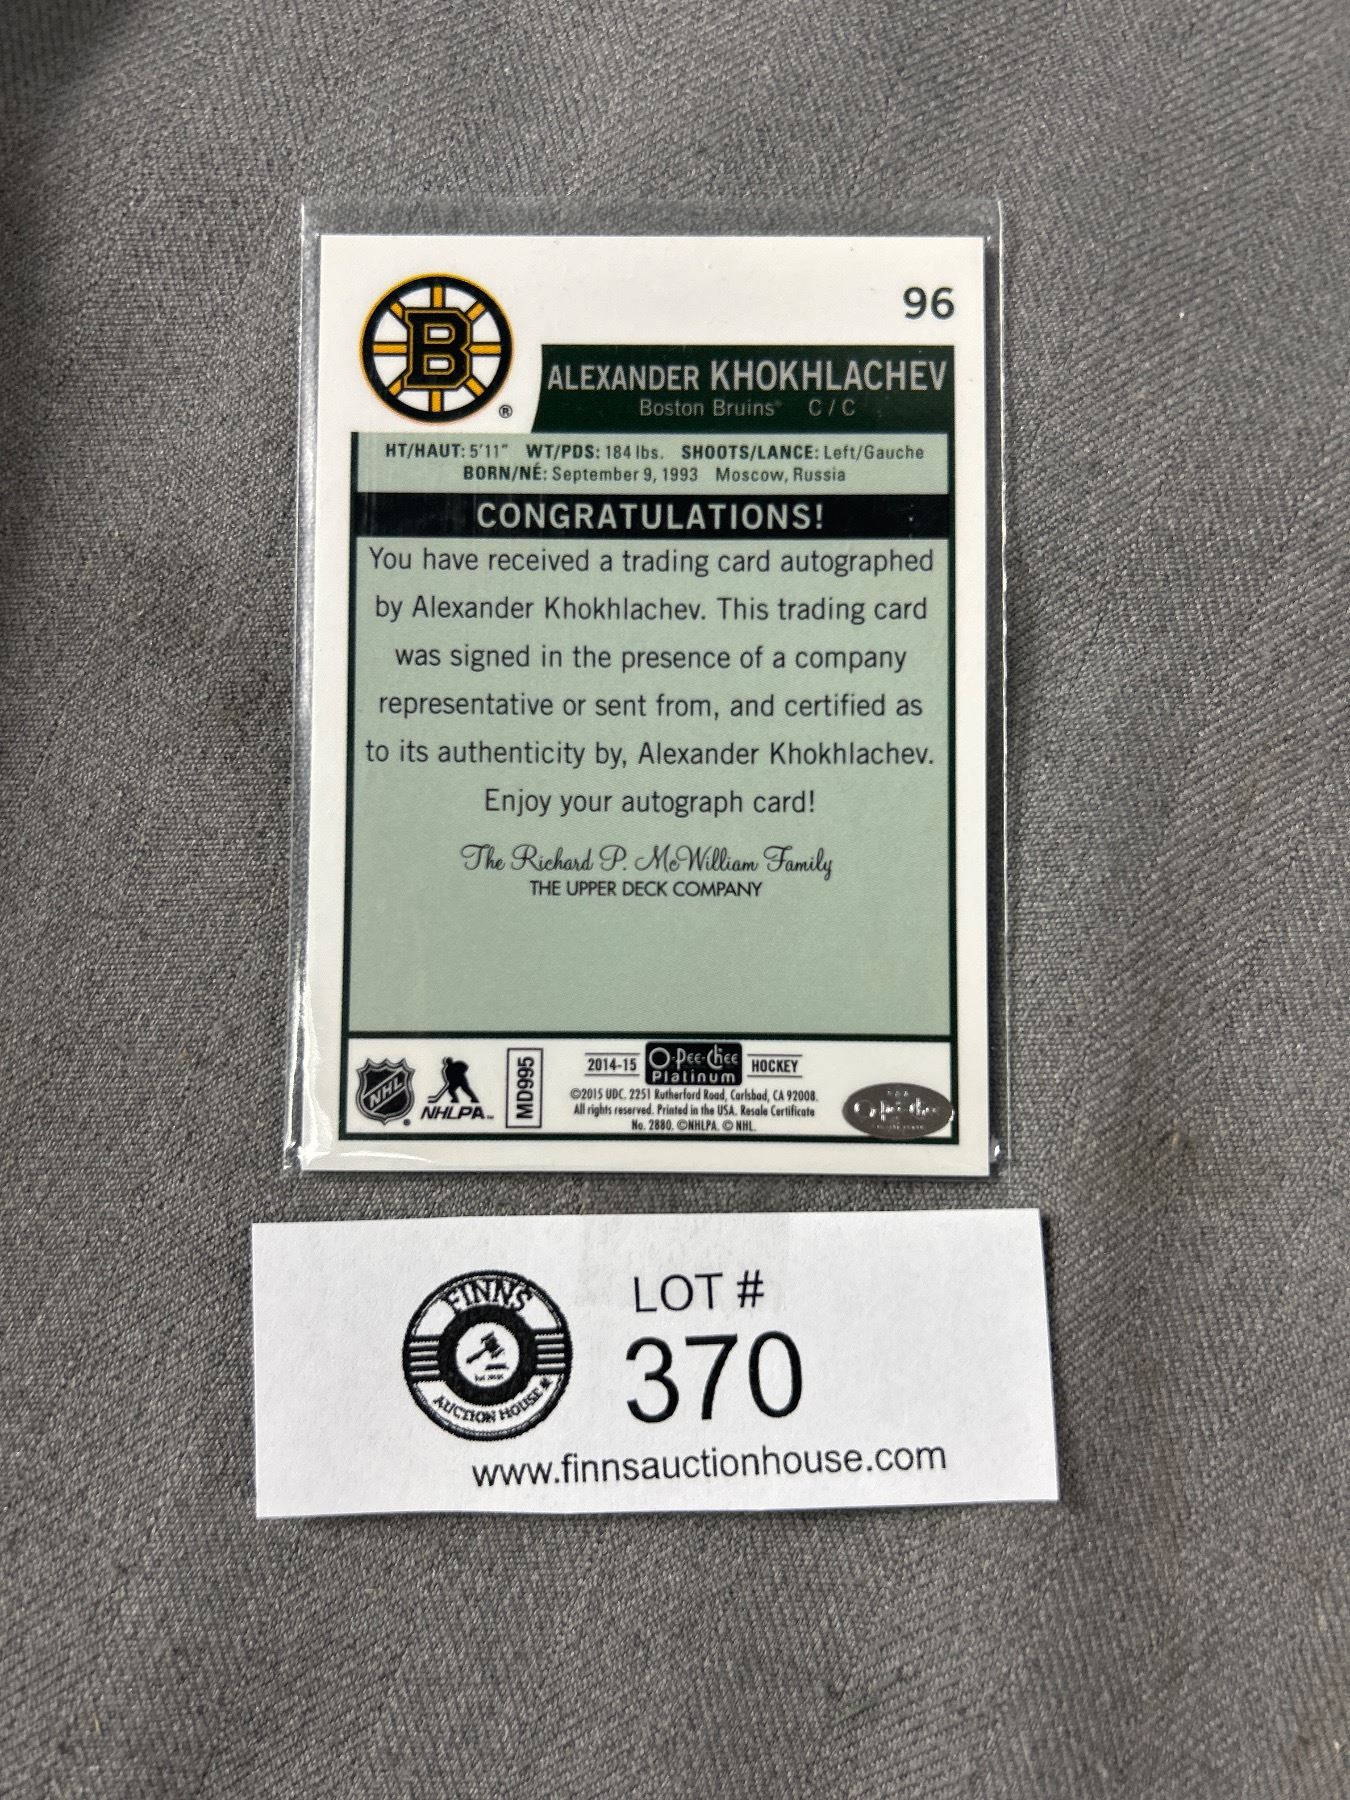 96
B
®
ALEXANDER KHOKHLACHEV
Boston Bruins® C / C
HT/HAUT: 5'11" WT/PDS: 184 lbs. SHOOTS/LANCE: Left/Gauche
BORN/NÉ: September 9, 1993 Moscow, Russia
CONGRATULATIONS!
You have received a trading card autographed
by Alexander Khokhlachev. This trading card
was signed in the presence of a company
representative or sent from, and certified as
to its authenticity by, Alexander Khokhlachev.
Enjoy your autograph card!
The Richard P. McWilliam Family
THE UPPER DECK COMPANY
NHL
NHLPA™
MD995
2014-15 O-Pee-Chee Platinum HOCKEY
©2015 UDC. 2251 Rutherford Road, Carlsbad, CA 92008.
All rights reserved. Printed in the USA. Resale Certificate
No. 2880. ©NHLPA. © NHL.
O-Pee-Chee
FINNS
AUCTION HOUSE
LOT #
370
www.finnsauctionhouse.com